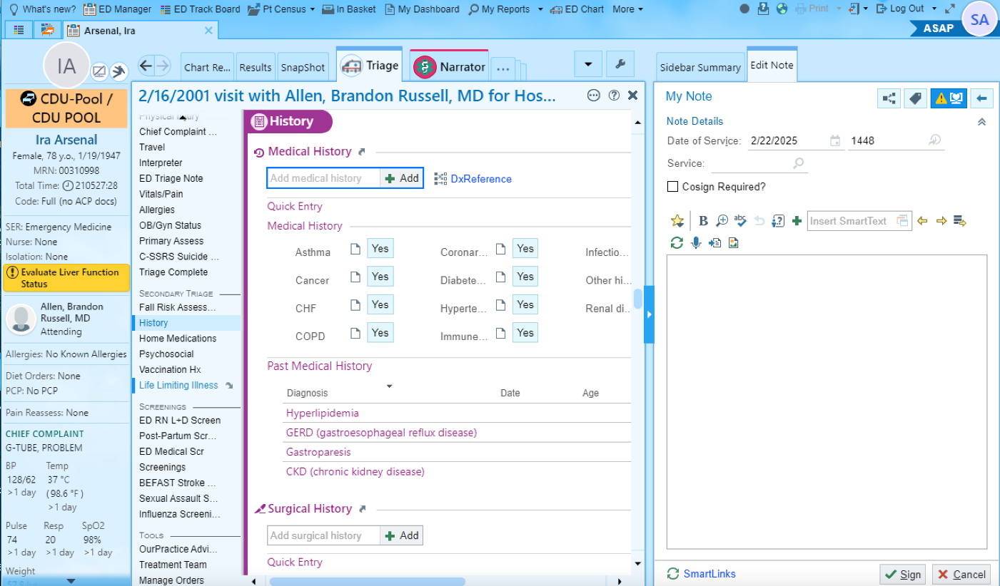 What's new? ED Manager ED Track Board Pt Census In Basket My Dashboard My Reports ED Chart More Print Log Out
Arsenal, Ira
ASAP
SA
IA
CDU-Pool /
CDU POOL
Ira Arsenal
Female, 78 y.o., 1/19/1947
MRN: 00310998
Total Time: 210527:28
Code: Full (no ACP docs)
SER: Emergency Medicine
Nurse: None
Isolation: None
Evaluate Liver Function
Status
Allen, Brandon
Russell, MD
Attending
Allergies: No Known Allergies
Diet Orders: None
PCP: No PCP
Pain Reassess: None
CHIEF COMPLAINT
G-TUBE, PROBLEM
BP Temp
128/62 37 °C
>1 day (98.6 °F)
>1 day
Pulse Resp SpO2
74 20 98%
>1 day >1 day >1 day
Weight
Chart Re... Results SnapShot Triage Narrator ...
2/16/2001 visit with Allen, Brandon Russell, MD for Hos...
Physical Injury
Chief Complaint ...
Travel
Interpreter
ED Triage Note
Vitals/Pain
Allergies
OB/Gyn Status
Primary Assess
C-SSRS Suicide ...
Triage Complete
SECONDARY TRIAGE
Fall Risk Assess...
History
Home Medications
Psychosocial
Vaccination Hx
Life Limiting Illness
SCREENINGS
ED RN L+D Screen
Post-Partum Scr...
ED Medical Scr
Screenings
BEFAST Stroke ...
Sexual Assault S...
Influenza Screeni...
TOOLS
OurPractice Advi...
Treatment Team
Manage Orders
History
Medical History
Add medical history Add DxReference
Quick Entry
Medical History
Asthma Yes Coronar... Yes Infectio...
Cancer Yes Diabete... Yes Other hi...
CHF Yes Hyperte... Yes Renal di...
COPD Yes Immune... Yes
Past Medical History
Diagnosis Date Age
Hyperlipidemia
GERD (gastroesophageal reflux disease)
Gastroparesis
CKD (chronic kidney disease)
Surgical History
Add surgical history Add
Quick Entry
Sidebar Summary Edit Note
My Note
Note Details
Date of Service: 2/22/2025 1448
Service:
Cosign Required?
B abc Insert SmartText
SmartLinks Sign Cancel